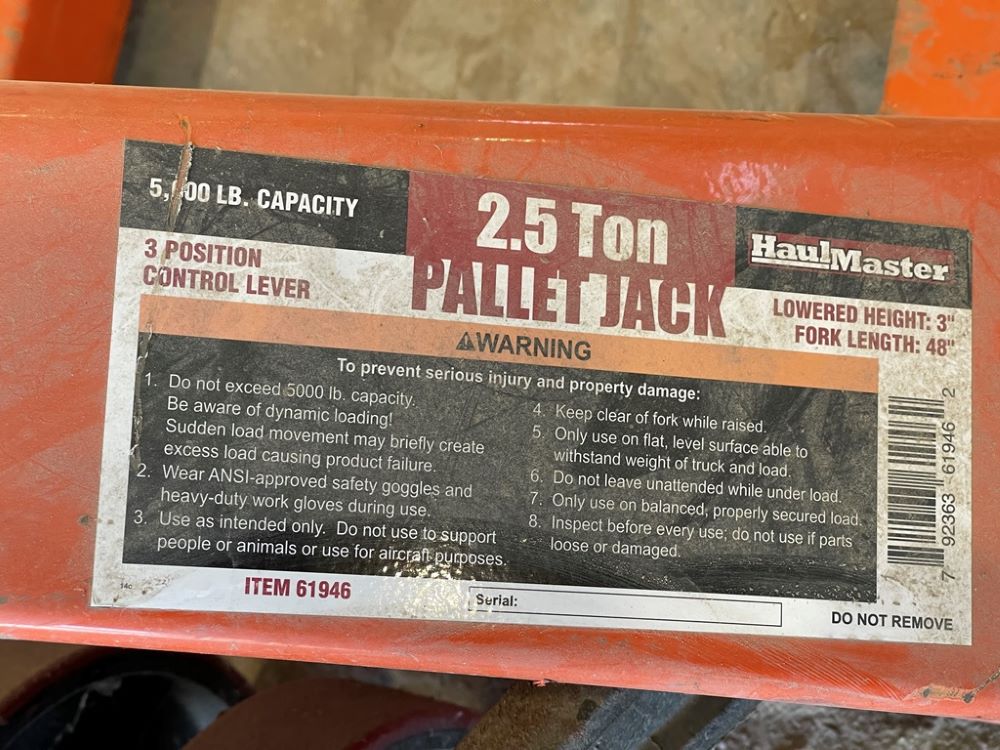 5,000 LB. CAPACITY
2.5 Ton
PALLET JACK
HaulMaster
3 POSITION
CONTROL LEVER
LOWERED HEIGHT: 3"
FORK LENGTH: 48"
⚠WARNING
To prevent serious injury and property damage:
1. Do not exceed 5000 lb. capacity.
Be aware of dynamic loading!
Sudden load movement may briefly create
excess load causing product failure.
2. Wear ANSI-approved safety goggles and
heavy-duty work gloves during use.
3. Use as intended only. Do not use to support
people or animals or use for aircraft purposes.
4. Keep clear of fork while raised.
5. Only use on flat, level surface able to
withstand weight of truck and load.
6. Do not leave unattended while under load.
7. Only use on balanced, properly secured load.
8. Inspect before every use; do not use if parts
loose or damaged.
7 92363 61946 2
14c
ITEM 61946
Serial:
DO NOT REMOVE